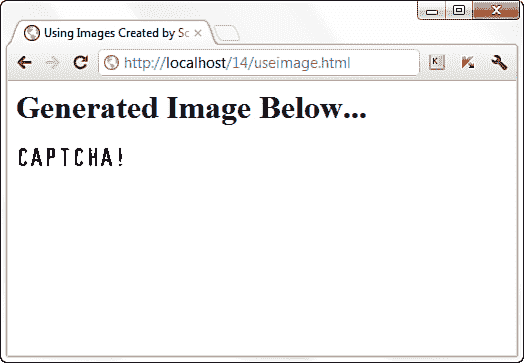 Using Images Created by Sc
http://localhost/14/useimage.html
K
Generated Image Below...
CAPTCHA!